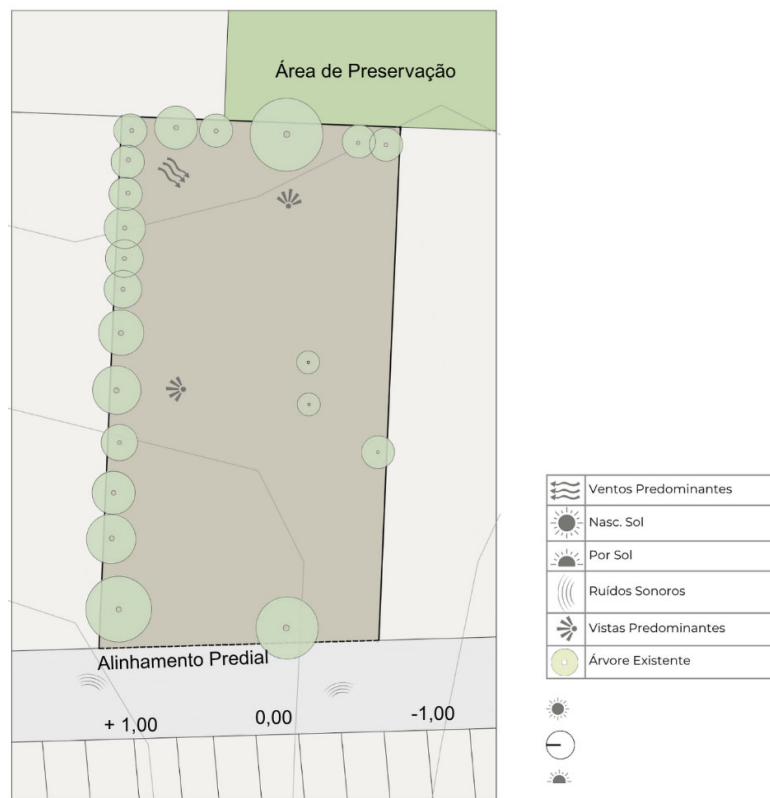 Área de Preservação
Alinhamento Predial
+ 1,00
0,00
-1,00
Ventos Predominantes
Nasc. Sol
Por Sol
Ruídos Sonoros
Vistas Predominantes
Árvore Existente